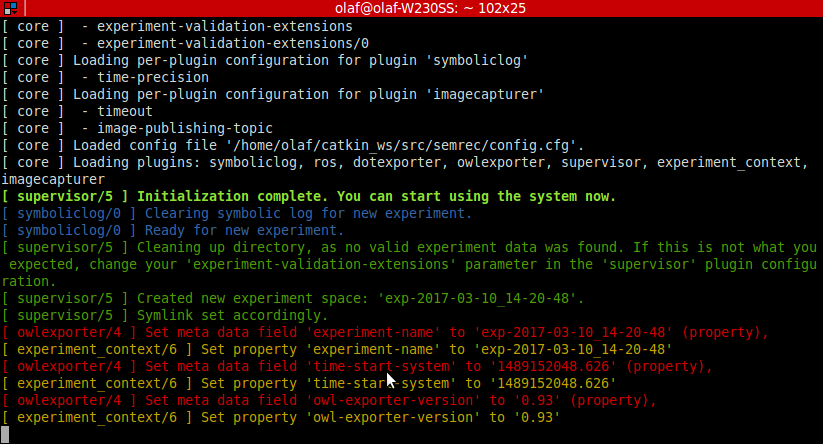 olaf@olaf-W230SS: ~ 102x25
[ core ]  - experiment-validation-extensions
[ core ]  - experiment-validation-extensions/0
[ core ] Loading per-plugin configuration for plugin 'symboliclog'
[ core ]  - time-precision
[ core ] Loading per-plugin configuration for plugin 'imagecapturer'
[ core ]  - timeout
[ core ]  - image-publishing-topic
[ core ] Loaded config file '/home/olaf/catkin_ws/src/semrec/config.cfg'.
[ core ] Loading plugins: symboliclog, ros, dotexporter, owlexporter, supervisor, experiment_context,
imagecapturer
[ supervisor/5 ] Initialization complete. You can start using the system now.
[ symboliclog/0 ] Clearing symbolic log for new experiment.
[ symboliclog/0 ] Ready for new experiment.
[ supervisor/5 ] Cleaning up directory, as no valid experiment data was found. If this is not what you
 expected, change your 'experiment-validation-extensions' parameter in the 'supervisor' plugin configu
ration.
[ supervisor/5 ] Created new experiment space: 'exp-2017-03-10_14-20-48'.
[ supervisor/5 ] Symlink set accordingly.
[ owlexporter/4 ] Set meta data field 'experiment-name' to 'exp-2017-03-10_14-20-48' (property),
[ experiment_context/6 ] Set property 'experiment-name' to 'exp-2017-03-10_14-20-48'
[ owlexporter/4 ] Set meta data field 'time-start-system' to '1489152048.626' (property),
[ experiment_context/6 ] Set property 'time-start-system' to '1489152048.626'
[ owlexporter/4 ] Set meta data field 'owl-exporter-version' to '0.93' (property),
[ experiment_context/6 ] Set property 'owl-exporter-version' to '0.93'